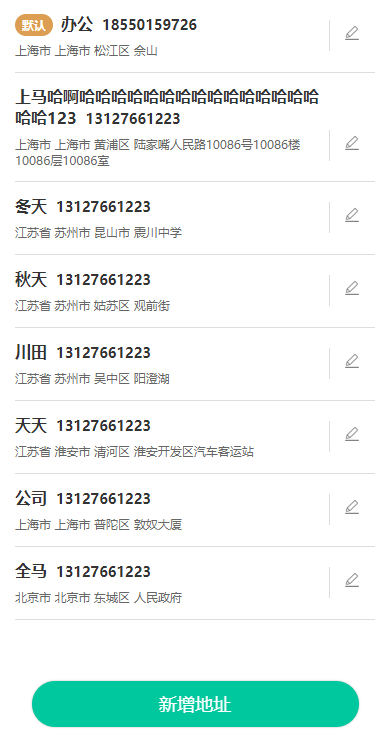 默认 办公 18550159726
上海市 上海市 松江区 佘山
上马哈啊哈哈哈哈哈哈哈哈哈哈哈哈哈哈哈
哈哈123 13127661223
上海市 上海市 黄浦区 陆家嘴人民路10086号10086楼
10086层10086室
冬天 13127661223
江苏省 苏州市 昆山市 震川中学
秋天 13127661223
江苏省 苏州市 姑苏区 观前街
川田 13127661223
江苏省 苏州市 吴中区 阳澄湖
天天 13127661223
江苏省 淮安市 清河区 淮安开发区汽车客运站
公司 13127661223
上海市 上海市 普陀区 敦奴大厦
全马 13127661223
北京市 北京市 东城区 人民政府
新增地址